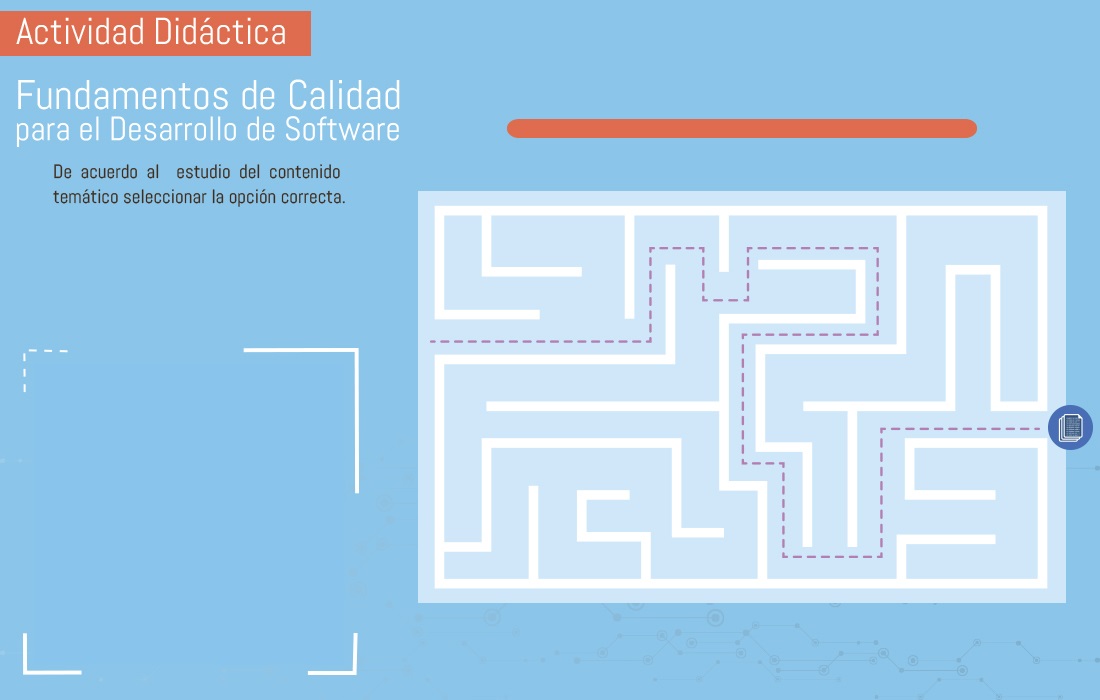 Actividad Didáctica
Fundamentos de Calidad
para el Desarrollo de Software
De acuerdo al estudio del contenido
temático seleccionar la opción correcta.